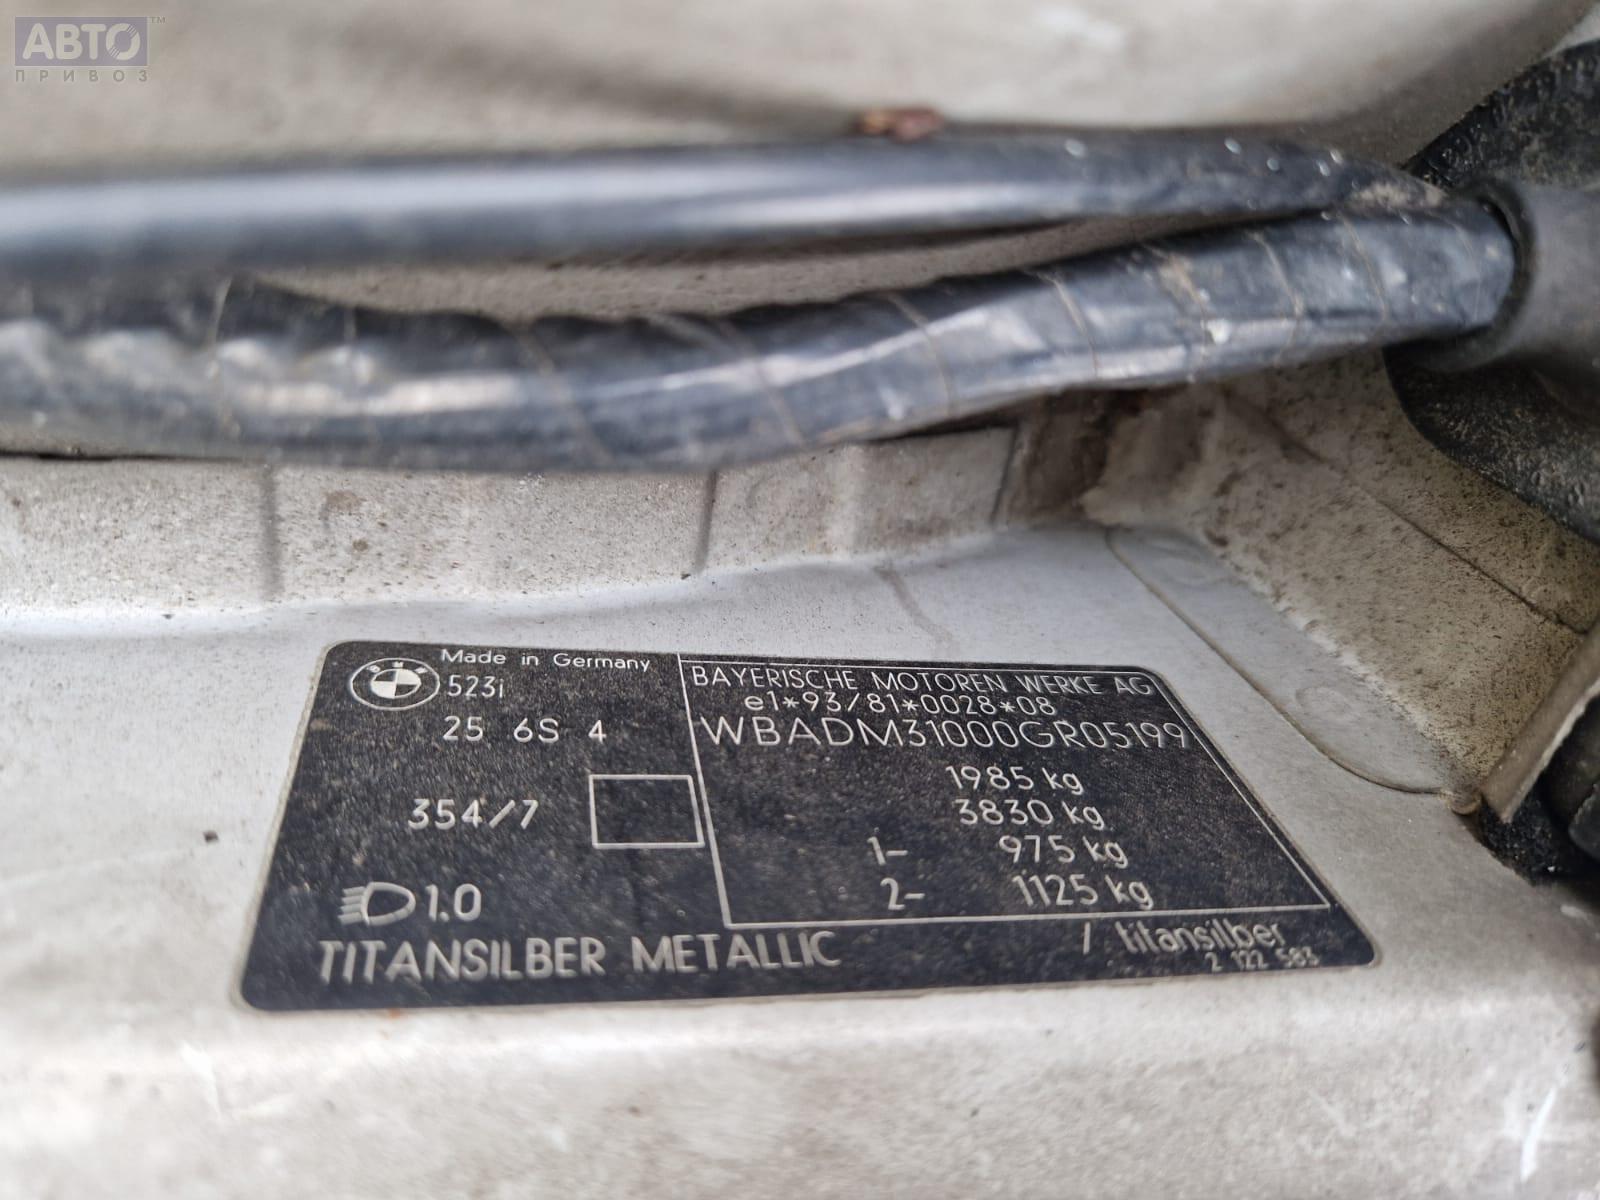 АВТО™
ПРИВОЗ
BMW
Made in Germany
523i
25 6S 4
354/7
1.0
BAYERISCHE MOTOREN WERKE AG
e1*93/81*0028*08
WBADM31000GR05199
1985 kg
3830 kg
1- 975 kg
2- 1125 kg
TITANSILBER METALLIC / titansilber
2 122 583